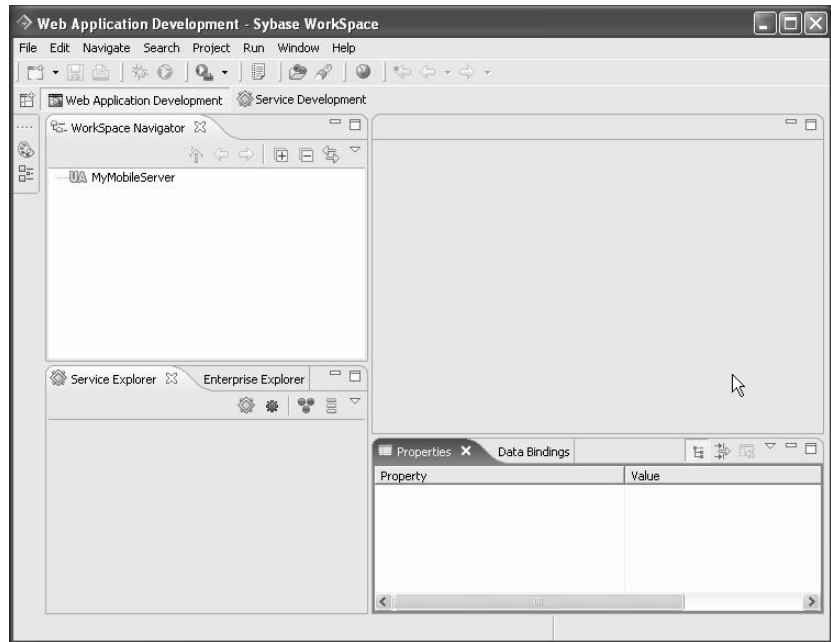 Web Application Development - Sybase WorkSpace
File Edit Navigate Search Project Run Window Help
Web Application Development Service Development
WorkSpace Navigator
UA MyMobileServer
Service Explorer Enterprise Explorer
Properties Data Bindings
Property Value